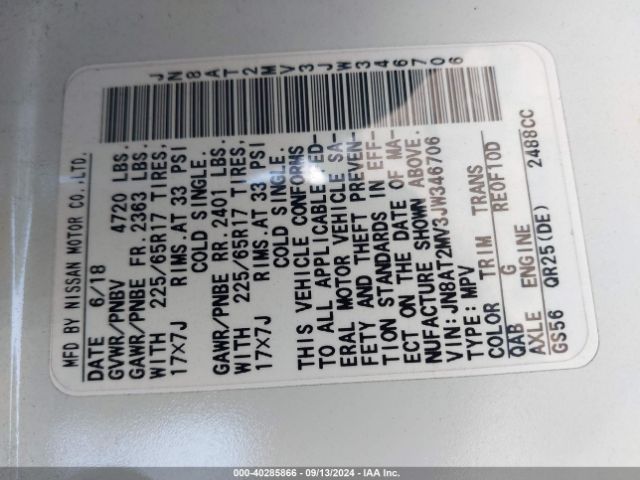 JN8AT2MV3JW346706
MFD BY NISSAN MOTOR CO.,LTD.
DATE 6/18
GVWR/PNBV 4720 LBS.
GAWR/PNBE FR.2363 LBS.
WITH 225/65R17 TIRES,
17X7J RIMS.AT 33 PSI
COLD SINGLE.
GAWR/PNBE RR.2401 LBS.
WITH 225/65R17 TIRES,
17X7J RIMS.AT 33 PSI
COLD SINGLE.
THIS VEHICLE CONFORMS
TO ALL APPLICABLE FED-
ERAL MOTOR VEHICLE SA-
FETY AND THEFT PREVEN-
TION STANDARDS IN EFF-
ECT ON THE DATE OF MA-
NUFACTURE SHOWN ABOVE.
VIN:JN8AT2MV3JW346706
TYPE:MPV
COLOR TRIM TRANS
QAB G RE0F10D
AXLE ENGINE
GS56 QR25(DE) 2488CC
000-40285866 - 09/13/2024 - IAA Inc.